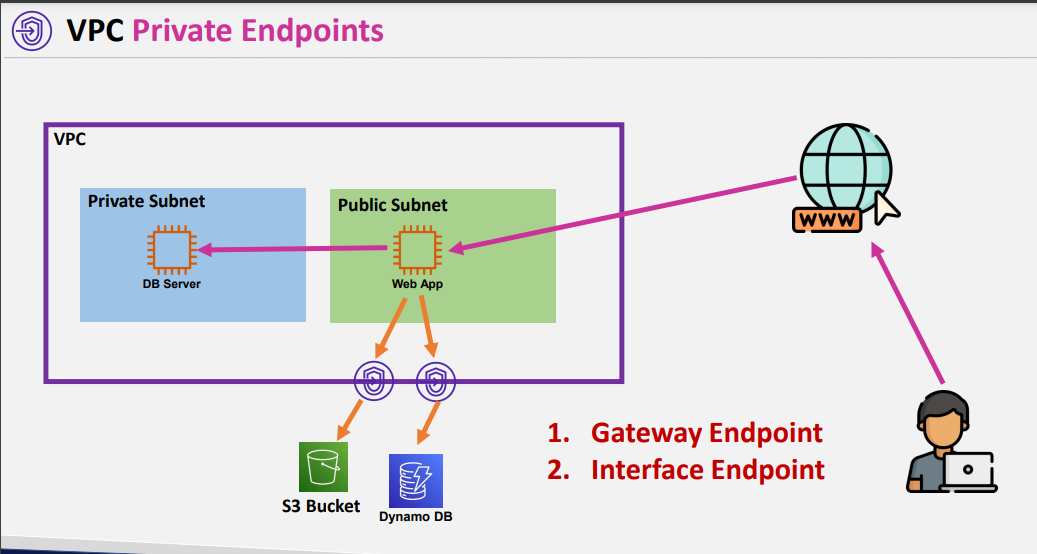 VPC Private Endpoints
VPC
Private Subnet
Public Subnet
DB Server
Web App
WWW
S3 Bucket
Dynamo DB
1. Gateway Endpoint
2. Interface Endpoint